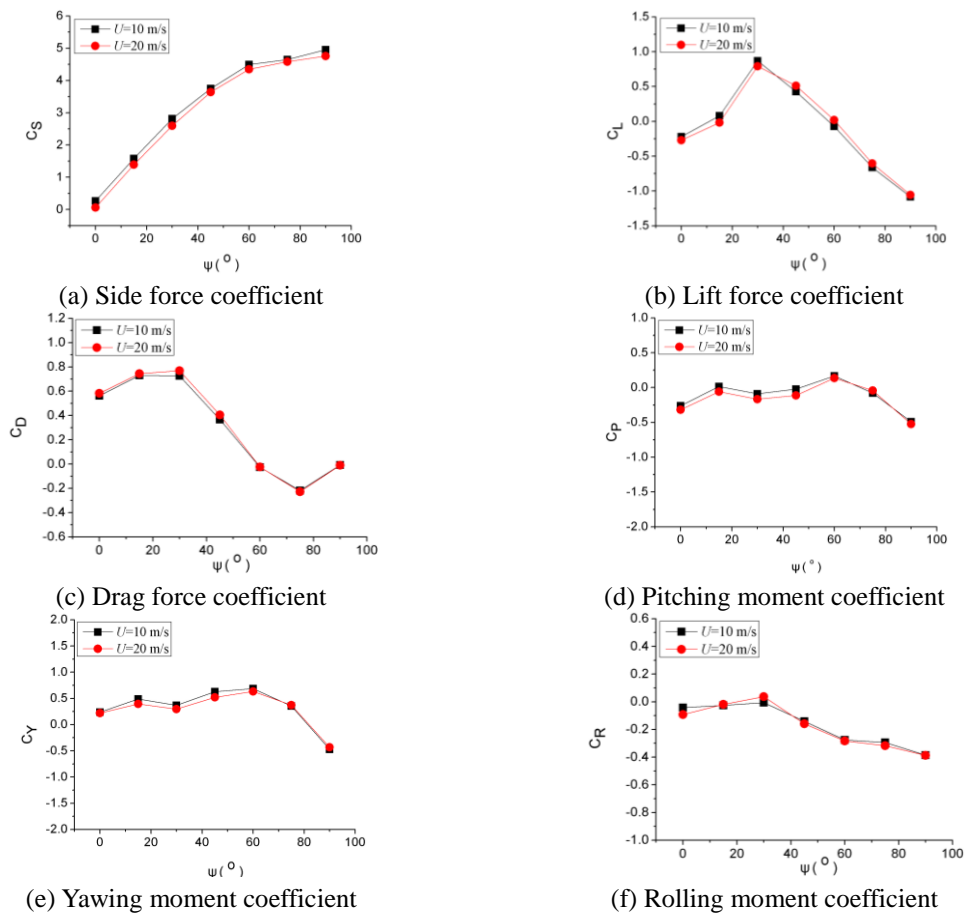 6
5
4
3
2
1
0
U=10 m/s
U=20 m/s
C_S
0 20 40 60 80 100
ψ(°)
(a) Side force coefficient
1.5
1.0
0.5
0.0
-0.5
-1.0
-1.5
U=10 m/s
U=20 m/s
C_L
0 20 40 60 80 100
ψ(°)
(b) Lift force coefficient
1.2
1.0
0.8
0.6
0.4
0.2
0.0
-0.2
-0.4
-0.6
U=10 m/s
U=20 m/s
C_D
0 20 40 60 80 100
ψ(°)
(c) Drag force coefficient
1.0
0.5
0.0
-0.5
-1.0
-1.5
-2.0
U=10 m/s
U=20 m/s
C_P
0 20 40 60 80 100
ψ(°)
(d) Pitching moment coefficient
2.0
1.5
1.0
0.5
0.0
-0.5
-1.0
-1.5
-2.0
U=10 m/s
U=20 m/s
C_Y
0 20 40 60 80 100
ψ(°)
(e) Yawing moment coefficient
0.6
0.4
0.2
0.0
-0.2
-0.4
-0.6
-0.8
-1.0
U=10 m/s
U=20 m/s
C_R
0 20 40 60 80 100
ψ(°)
(f) Rolling moment coefficient